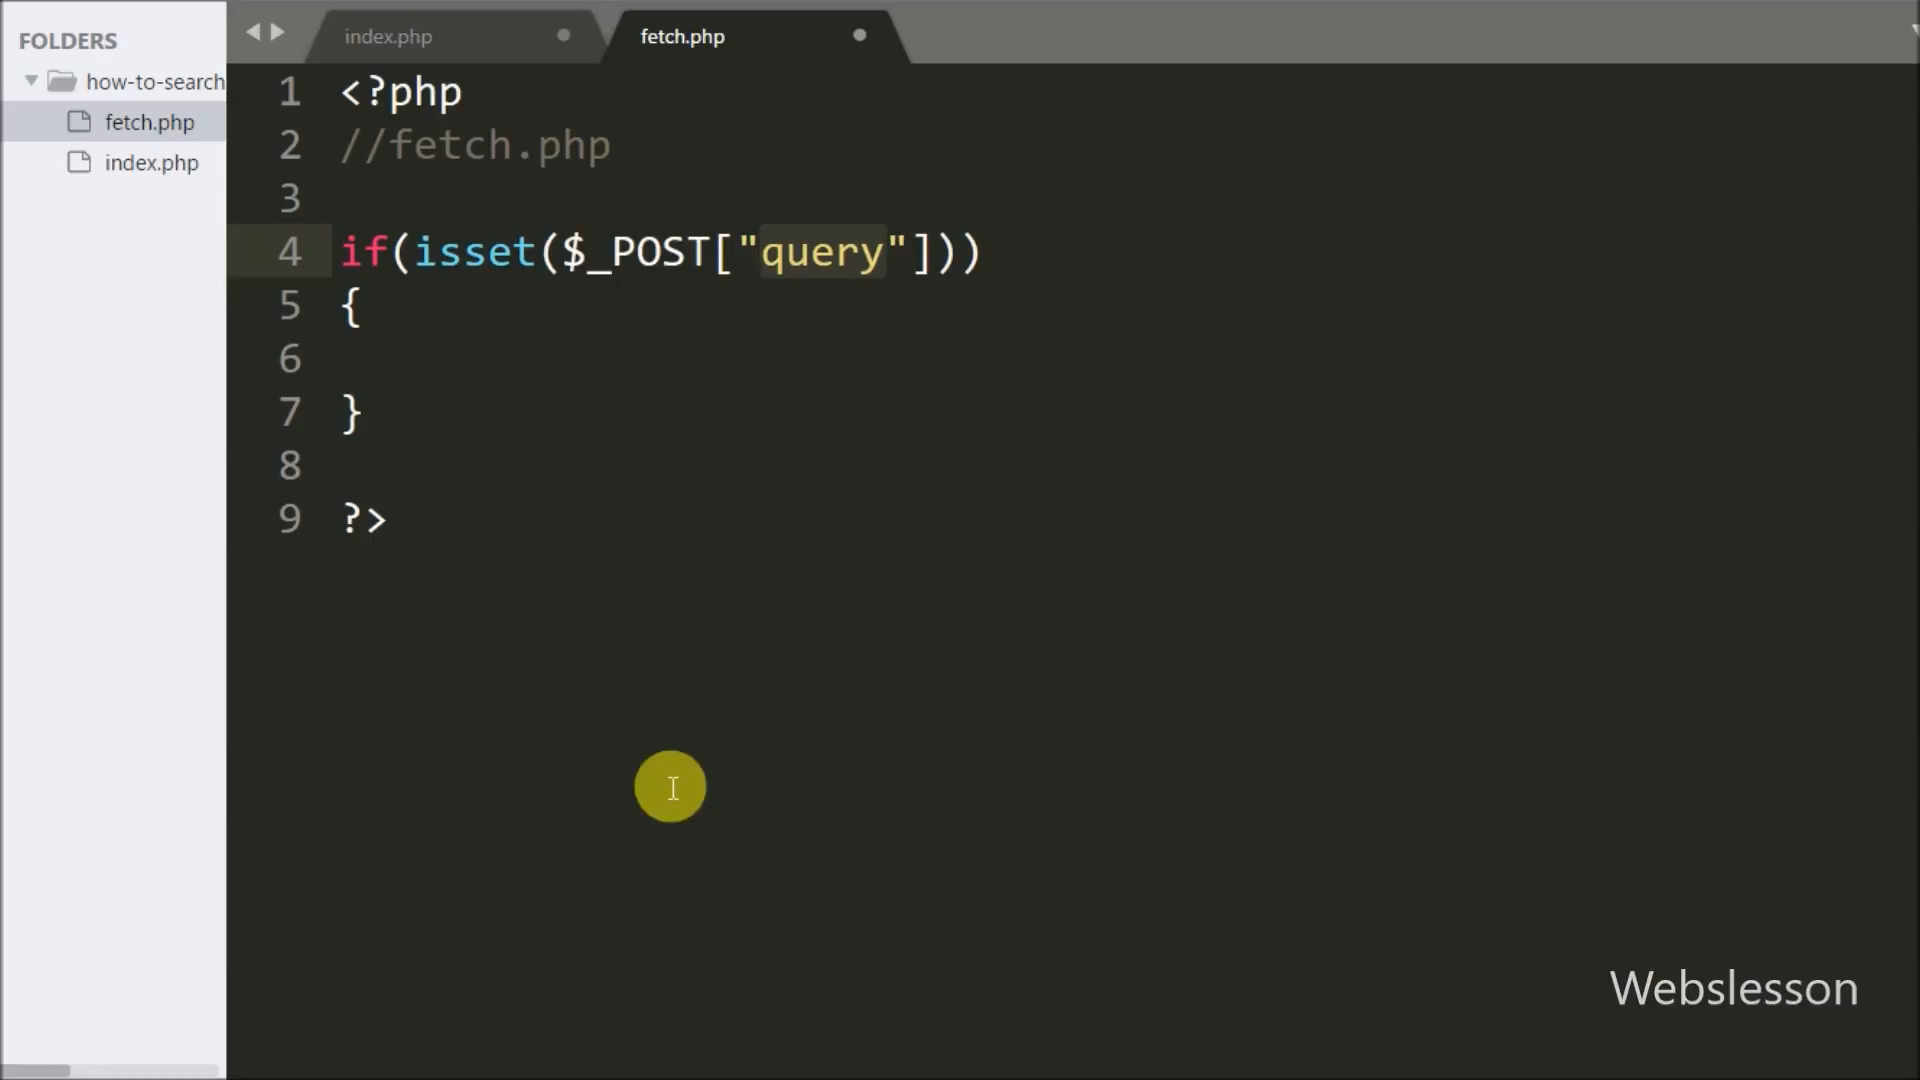 FOLDERS
how-to-search
fetch.php
index.php
index.php
fetch.php
1 <?php
2 //fetch.php
3
4 if(isset($_POST["query"]))
5 {
6
7 }
8
9 ?>
Webslesson